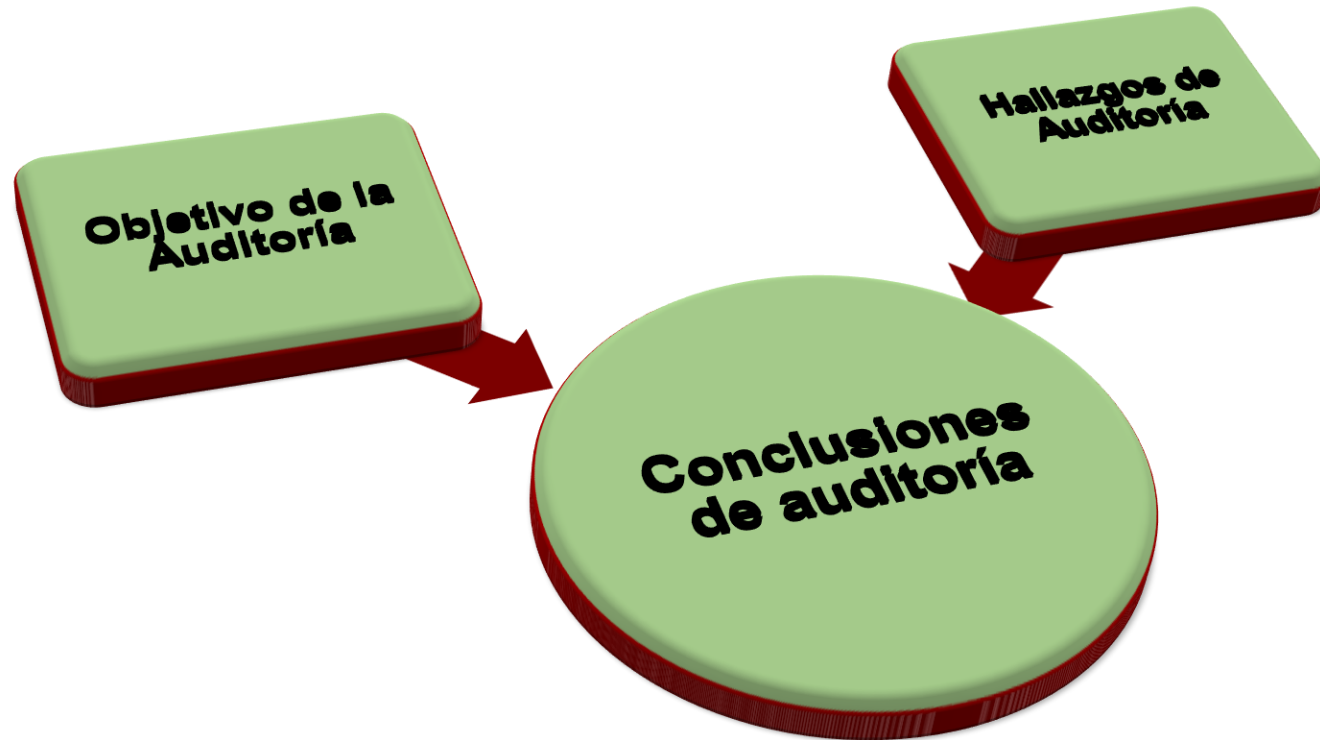 Objetivo de la
Auditoría
Hallazgos de
Auditoría
Conclusiones
de auditoría